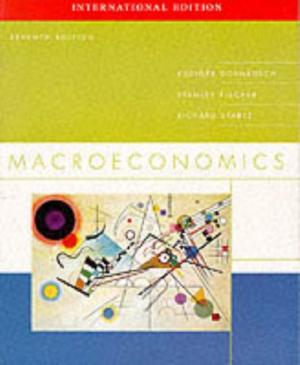 INTERNATIONAL EDITION
SEVENTH EDITION
RUDIGER DORNBUSCH
STANLEY FISCHER
RICHARD STARTZ
MACROECONOMICS